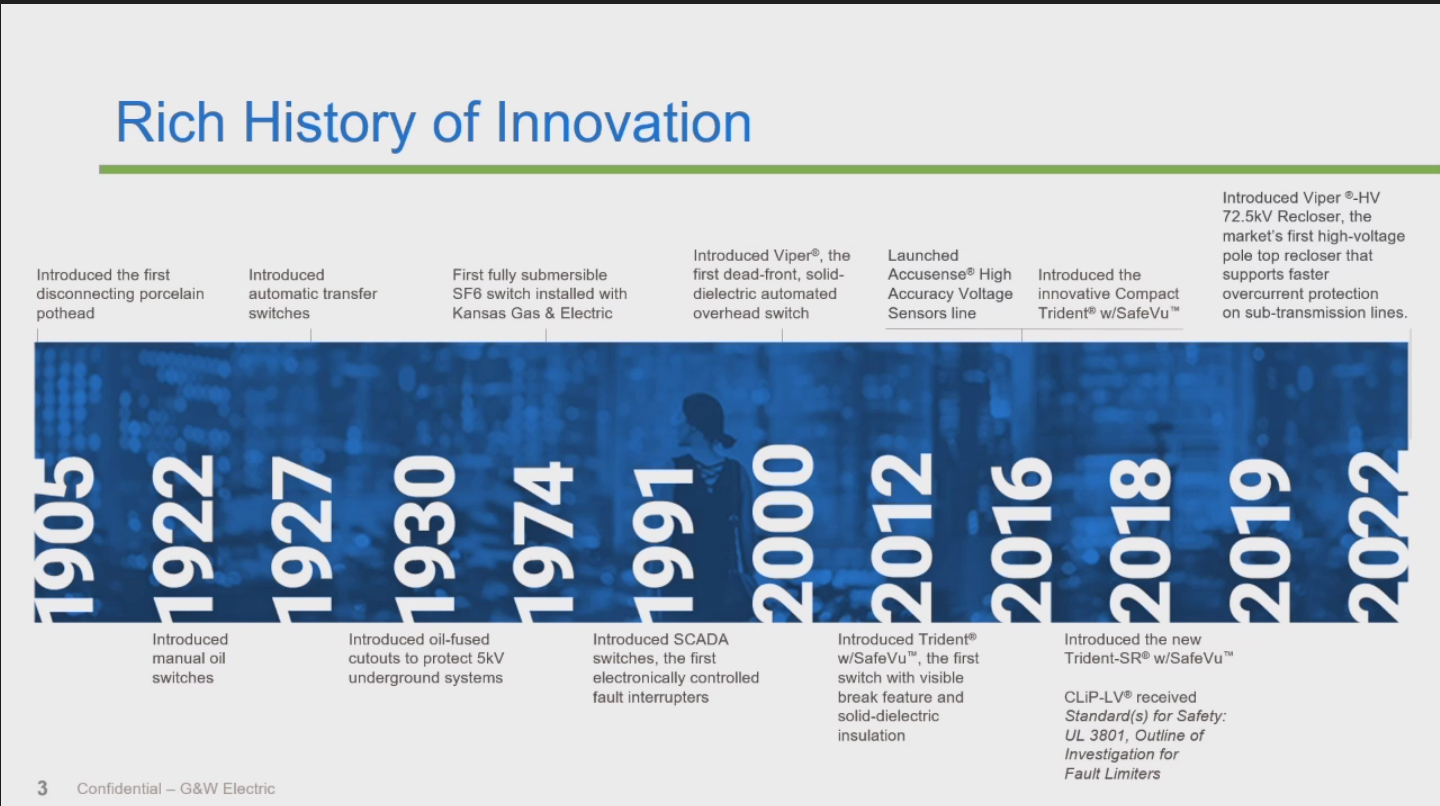 Rich History of Innovation
Introduced the first
disconnecting porcelain
pothead
Introduced
automatic transfer
switches
First fully submersible
SF6 switch installed with
Kansas Gas & Electric
Introduced Viper®, the
first dead-front, solid-
dielectric automated
overhead switch
Launched
Accusense® High
Accuracy Voltage
Sensors line
Introduced the
innovative Compact
Trident® w/SafeVu™
Introduced Viper ®-HV
72.5kV Recloser, the
market's first high-voltage
pole top recloser that
supports faster
overcurrent protection
on sub-transmission lines.
1905
1922
1927
1930
1974
1991
2000
2012
2016
2018
2019
2022
Introduced
manual oil
switches
Introduced oil-fused
cutouts to protect 5kV
underground systems
Introduced SCADA
switches, the first
electronically controlled
fault interrupters
Introduced Trident®
w/SafeVu™, the first
switch with visible
break feature and
solid-dielectric
insulation
Introduced the new
Trident-SR® w/SafeVu™
CLiP-LV® received
Standard(s) for Safety:
UL 3801, Outline of
Investigation for
Fault Limiters
3 Confidential – G&W Electric